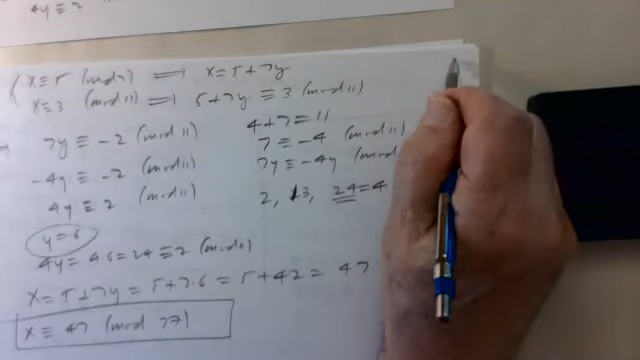 4y ≡ 2
x ≡ 5 (mod 7) ⟹ x = 5 + 7y
x ≡ 3 (mod 11) ⟹ 5 + 7y ≡ 3 (mod 11)
7y ≡ -2 (mod 11)
-4y ≡ -2 (mod 11)
4y ≡ 2 (mod 11)
4 + 7 = 11
7 ≡ -4 (mod 11)
7y ≡ -4y (mod
2, 13, 24 = 4
y = 6
4y = 4·6 = 24 ≡ 2 (mod 11)
x = 5 + 7y = 5 + 7·6 = 5 + 42 = 47
x ≡ 47 (mod 77)